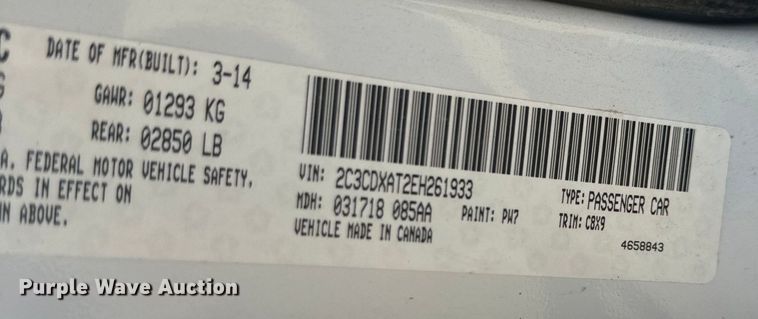 DATE OF MFR(BUILT): 3-14
GAWR: 01293 KG
REAR: 02850 LB
A. FEDERAL MOTOR VEHICLE SAFETY,
RDS IN EFFECT ON
N ABOVE.
VIN: 2C3CDXAT2EH261933
MDH: 031718 085AA PAINT: PW7
VEHICLE MADE IN CANADA
TYPE: PASSENGER CAR
TRIM: C8X9
4658843
Purple Wave Auction